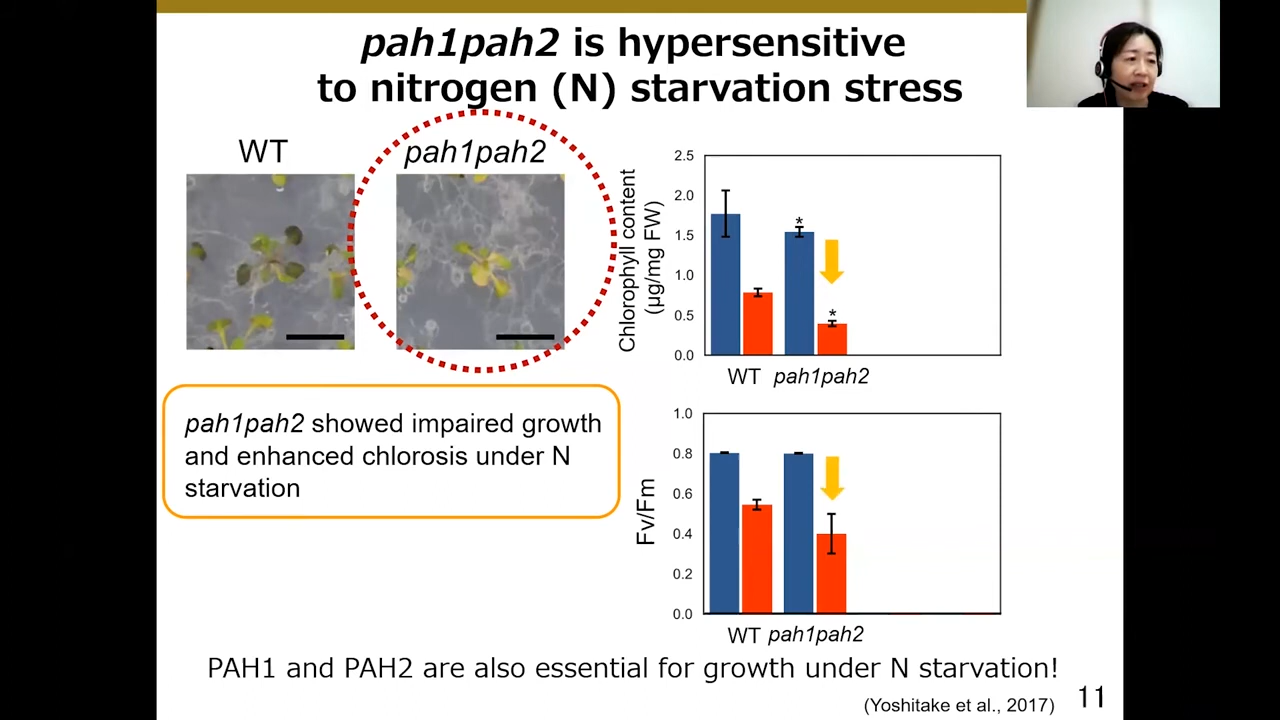 pah1pah2 is hypersensitive
to nitrogen (N) starvation stress
WT
pah1pah2
Chlorophyll content
(μg/mg FW)
2.5
2.0
1.5
1.0
0.5
0.0
*
*
WT pah1pah2
pah1pah2 showed impaired growth
and enhanced chlorosis under N
starvation
Fv/Fm
1.0
0.8
0.6
0.4
0.2
0.0
WT pah1pah2
PAH1 and PAH2 are also essential for growth under N starvation!
(Yoshitake et al., 2017)
11